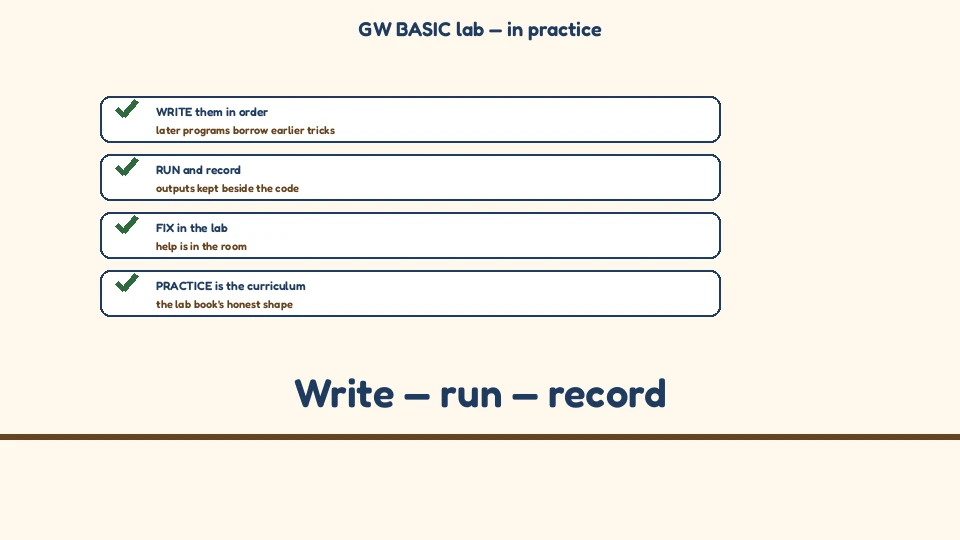 GW BASIC lab — in practice
WRITE them in order
later programs borrow earlier tricks
RUN and record
outputs kept beside the code
FIX in the lab
help is in the room
PRACTICE is the curriculum
the lab book's honest shape
Write — run — record